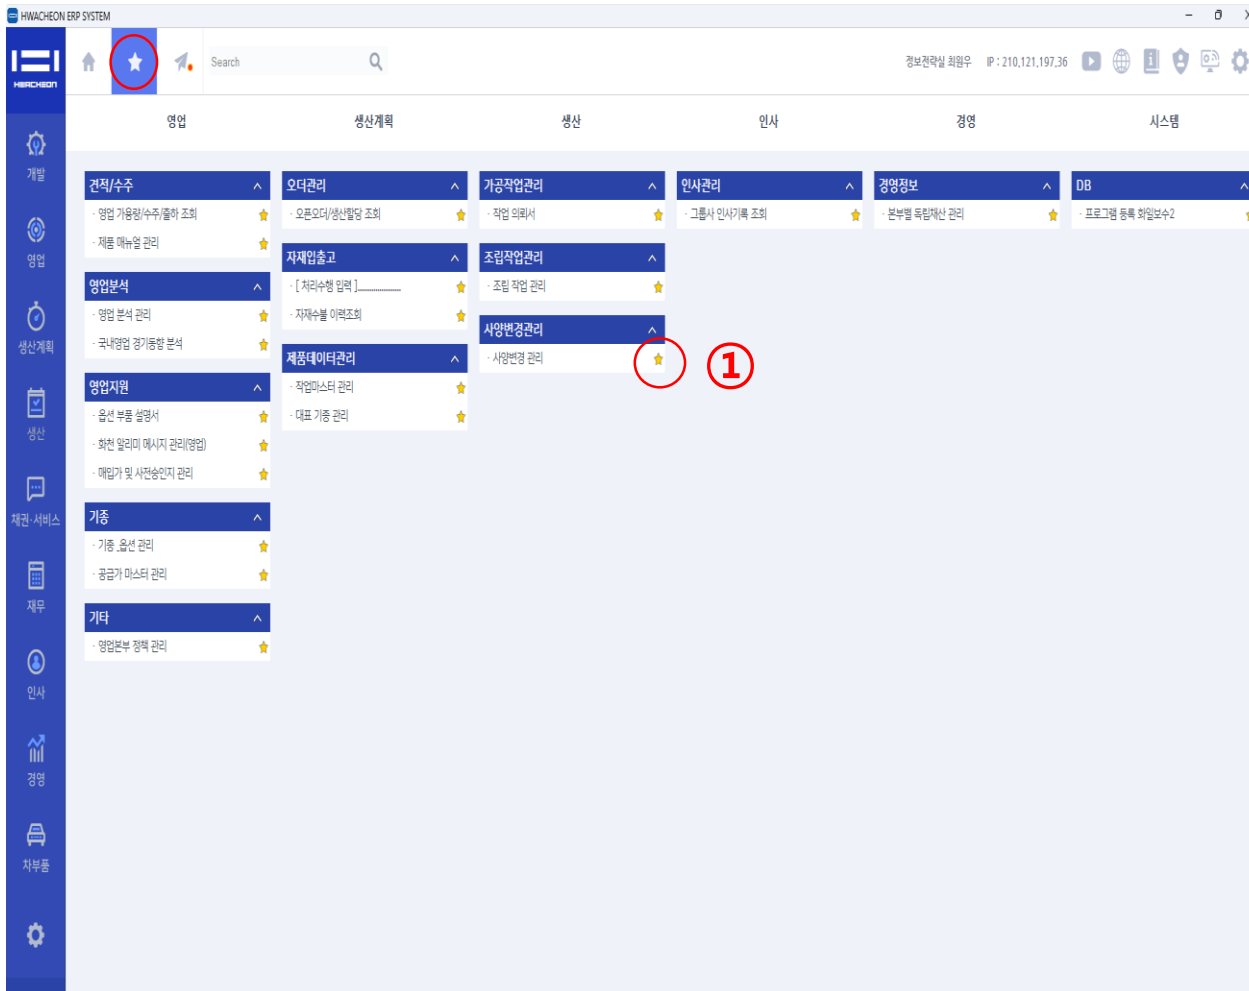 HWACHEON ERP SYSTEM
HWACHEON
Search
정보전략실 최원우 IP : 210,121,197,36
영업 생산계획 생산 인사 경영 시스템
개발
영업
생산계획
생산
채권·서비스
재무
인사
경영
차부품
견적/수주
· 영업 가용량/수주/출하 조회
· 제품 매뉴얼 관리
영업분석
· 영업 분석 관리
· 국내영업 경기동향 분석
영업지원
· 옵션 부품 설명서
· 화천 알리미 메시지 관리(영업)
· 매입가 및 사전승인지 관리
기종
· 기종_옵션 관리
· 공급가 마스터 관리
기타
· 영업본부 정책 관리
오더관리
· 오픈오더/생산할당 조회
자재입출고
· [ 처리수행 입력 ]....................
· 자재수불 이력조회
제품데이터관리
· 작업마스터 관리
· 대표 기종 관리
가공작업관리
· 작업 의뢰서
조립작업관리
· 조립 작업 관리
사양변경관리
· 사양변경 관리
①
인사관리
· 그룹사 인사기록 조회
경영정보
· 본부별 독립채산 관리
DB
· 프로그램 등록 화일보수2